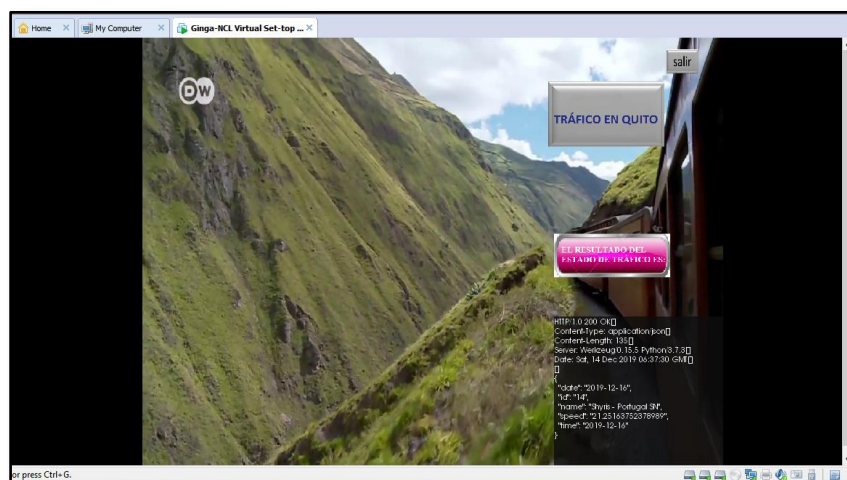 Home
My Computer
Ginga-NCL Virtual Set-top ...
DW
salir
TRÁFICO EN QUITO
EL RESULTADO DEL
ESTADO DE TRÁFICO ES:
HTTP/1.0 200 OK[]
Content-Type: application/json[]
Content-Length: 135[]
Server: Werkzeug/0.15.5 Python/3.7.3[]
Date: Sat, 14 Dec 2019 06:37:30 GMT[]
[]
{
"date": "2019-12-16",
"id": "14",
"name": "Shyris - Portugal SN",
"speed": "21.25163752378989",
"time": "2019-12-16"
}
or press Ctrl+G.